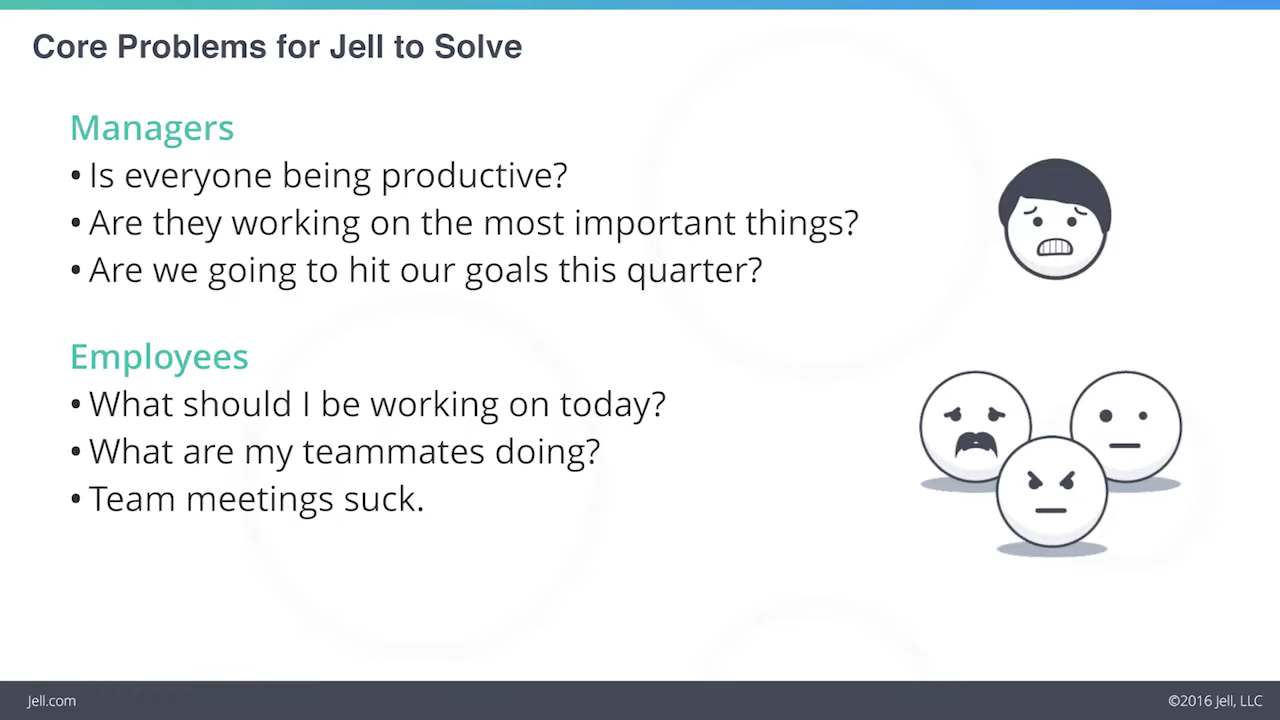 Core Problems for Jell to Solve
Managers
• Is everyone being productive?
• Are they working on the most important things?
• Are we going to hit our goals this quarter?
Employees
• What should I be working on today?
• What are my teammates doing?
• Team meetings suck.
Jell.com
©2016 Jell, LLC